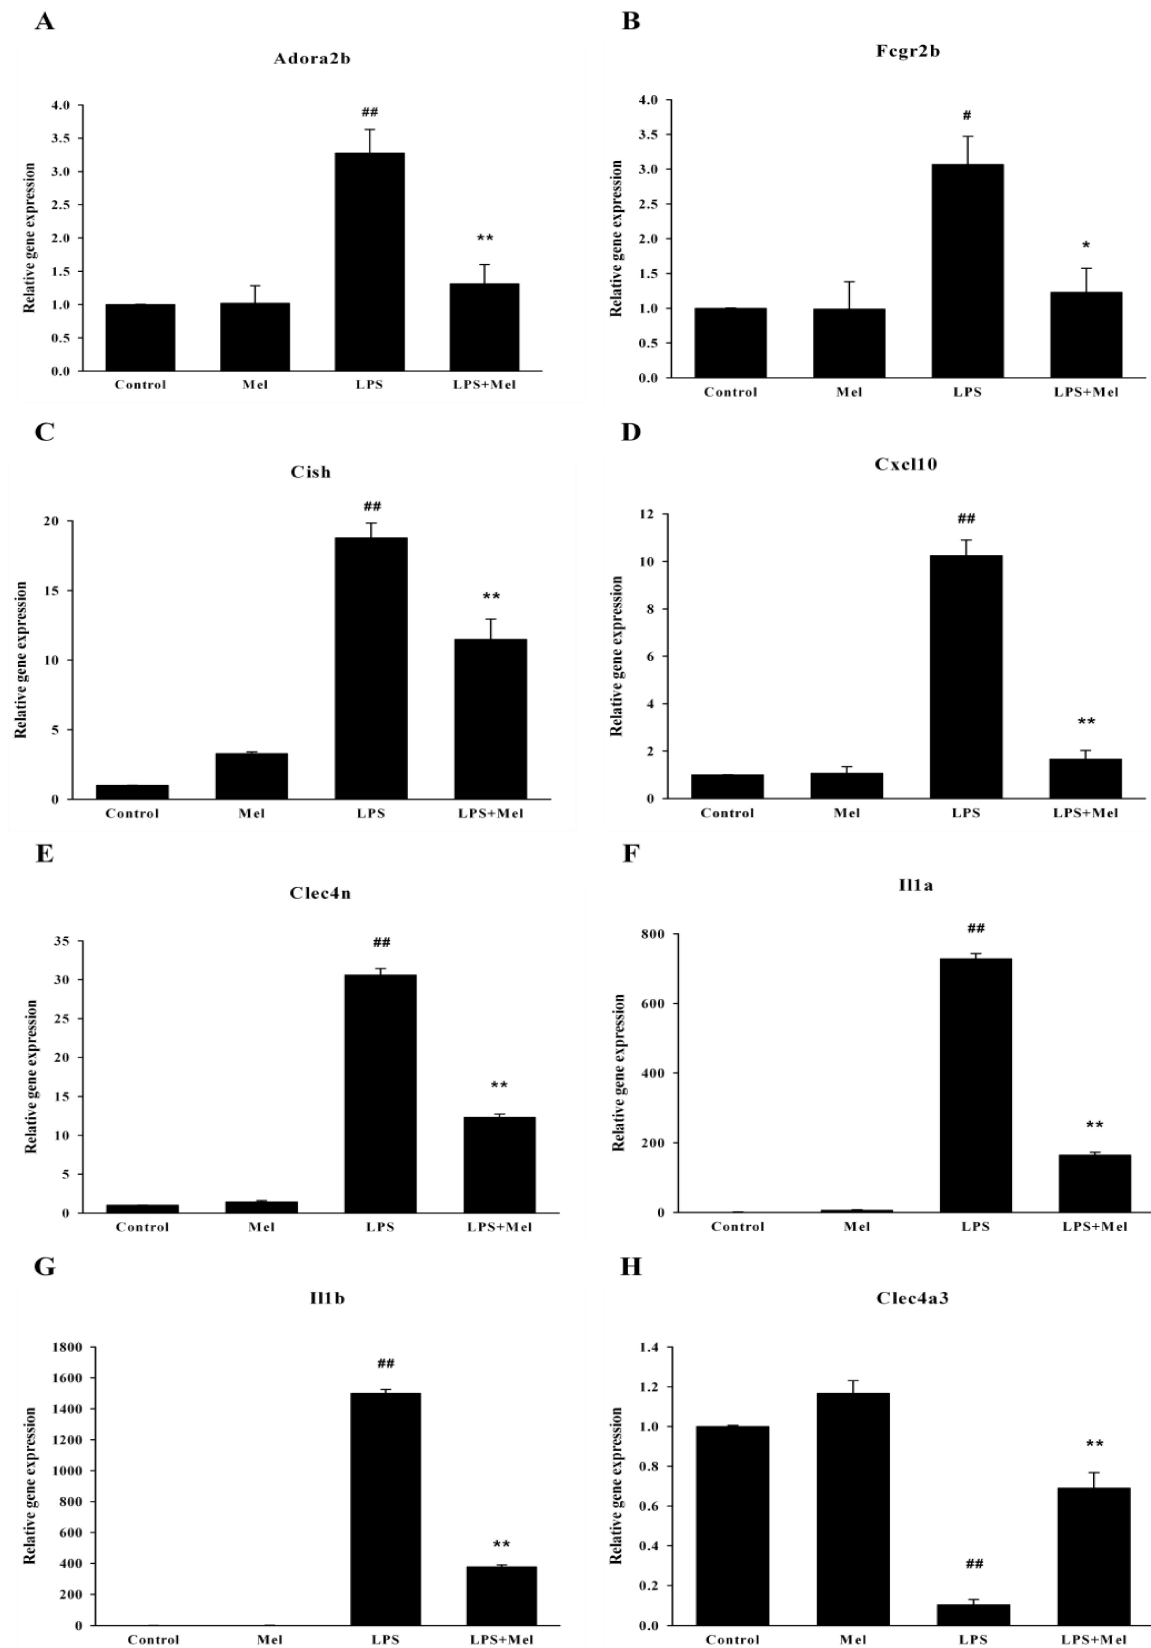 A
Adora2b
Relative gene expression
4.0
3.5
3.0
2.5
2.0
1.5
1.0
0.5
0.0
##
**
Control Mel LPS LPS+Mel
B
Fcgr2b
Relative gene expression
4.0
3.5
3.0
2.5
2.0
1.5
1.0
0.5
0.0
#
*
Control Mel LPS LPS+Mel
C
Cish
Relative gene expression
20
15
10
5
0
##
**
Control Mel LPS LPS+Mel
D
Cxcl10
Relative gene expression
12
10
8
6
4
2
0
##
**
Control Mel LPS LPS+Mel
E
Clec4n
Relative gene expression
35
30
25
20
15
10
5
0
##
**
Control Mel LPS LPS+Mel
F
Il1a
Relative gene expression
800
600
400
200
0
##
**
Control Mel LPS LPS+Mel
G
Il1b
Relative gene expression
1800
1600
1400
1200
1000
800
600
400
200
0
##
**
Control Mel LPS LPS+Mel
H
Clec4a3
Relative gene expression
1.4
1.2
1.0
0.8
0.6
0.4
0.2
0.0
##
**
Control Mel LPS LPS+Mel